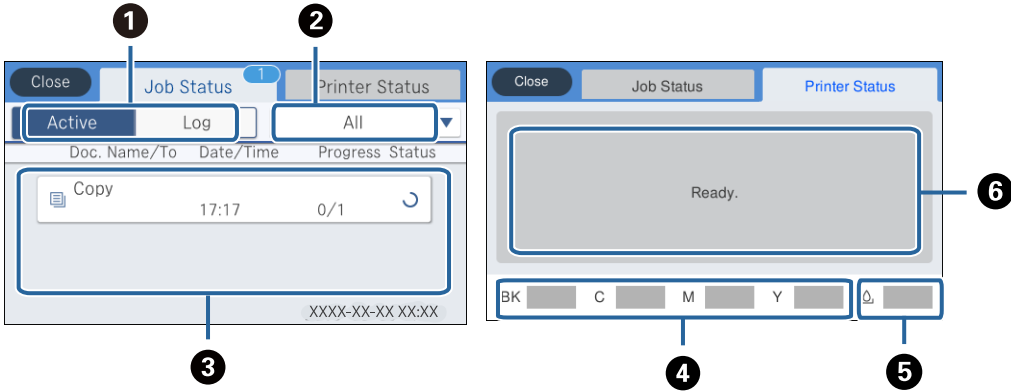 1 2
Close Job Status 1 Printer Status
Active Log All
Doc. Name/To Date/Time Progress Status
Copy
17:17 0/1
XXXX-XX-XX XX:XX
3
Close Job Status Printer Status
Ready.
6
BK C M Y
4 5